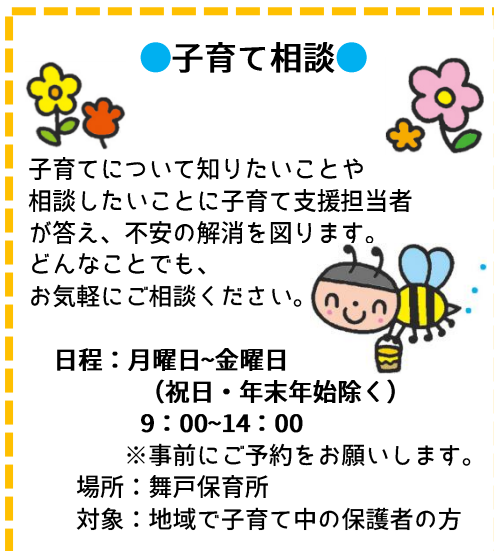 ●子育て相談●
子育てについて知りたいことや
相談したいことに子育て支援担当者
が答え、不安の解消を図ります。
どんなことでも、
お気軽にご相談ください。
日程：月曜日~金曜日
（祝日・年末年始除く）
9：00~14：00
※事前にご予約をお願いします。
場所：舞戸保育所
対象：地域で子育て中の保護者の方